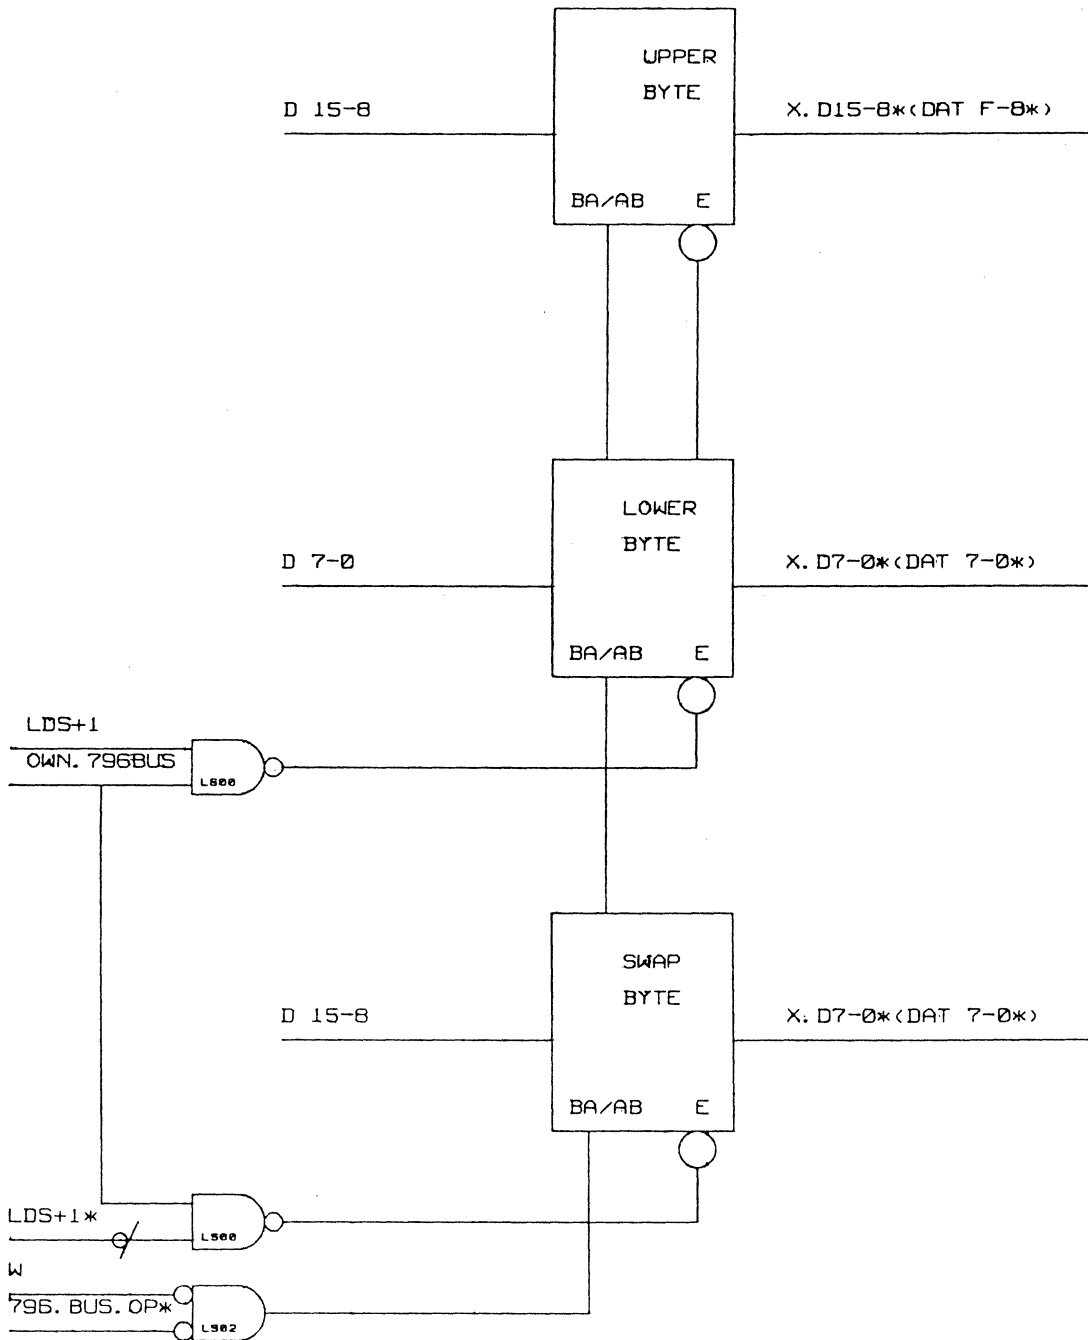 UPPER
BYTE
D 15-8
X. D15-8*(DAT F-8*)
BA/AB E
LOWER
BYTE
D 7-0
X. D7-0*(DAT 7-0*)
BA/AB E
LDS+1
OWN. 796BUS
LS00
SWAP
BYTE
D 15-8
X. D7-0*(DAT 7-0*)
BA/AB E
LDS+1*
LS00
W
796. BUS. OP*
LS02